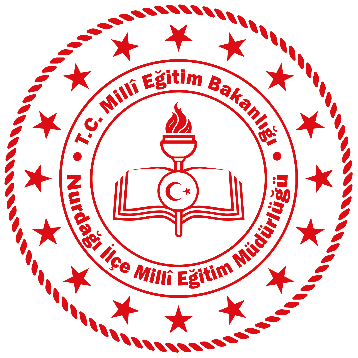 T.C. Millî Eğitim Bakanlığı
Nurdağı İlçe Millî Eğitim Müdürlüğü